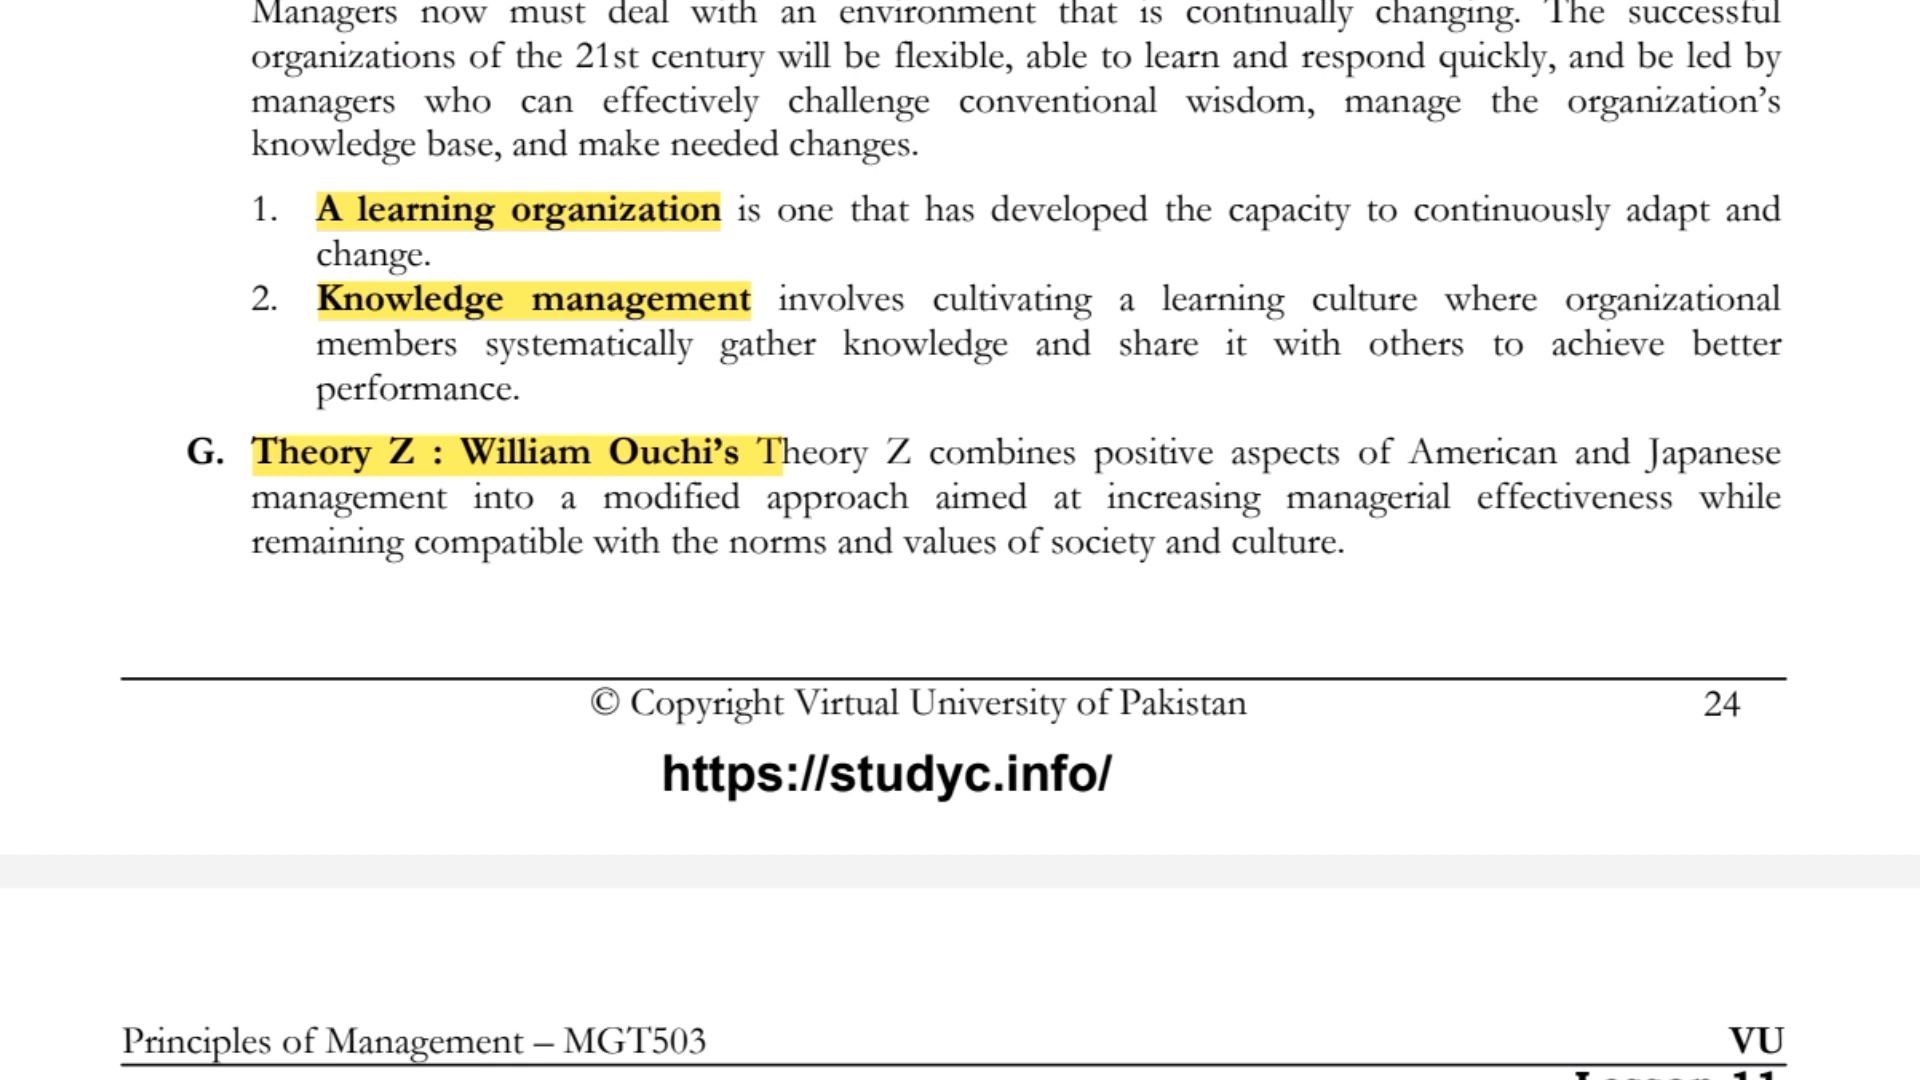 Managers now must deal with an environment that is continually changing. The successful
organizations of the 21st century will be flexible, able to learn and respond quickly, and be led by
managers who can effectively challenge conventional wisdom, manage the organization’s
knowledge base, and make needed changes.
1. A learning organization is one that has developed the capacity to continuously adapt and
change.
2. Knowledge management involves cultivating a learning culture where organizational
members systematically gather knowledge and share it with others to achieve better
performance.
G. Theory Z : William Ouchi’s Theory Z combines positive aspects of American and Japanese
management into a modified approach aimed at increasing managerial effectiveness while
remaining compatible with the norms and values of society and culture.
© Copyright Virtual University of Pakistan 24
https://studyc.info/
Principles of Management – MGT503 VU
Lesson 11